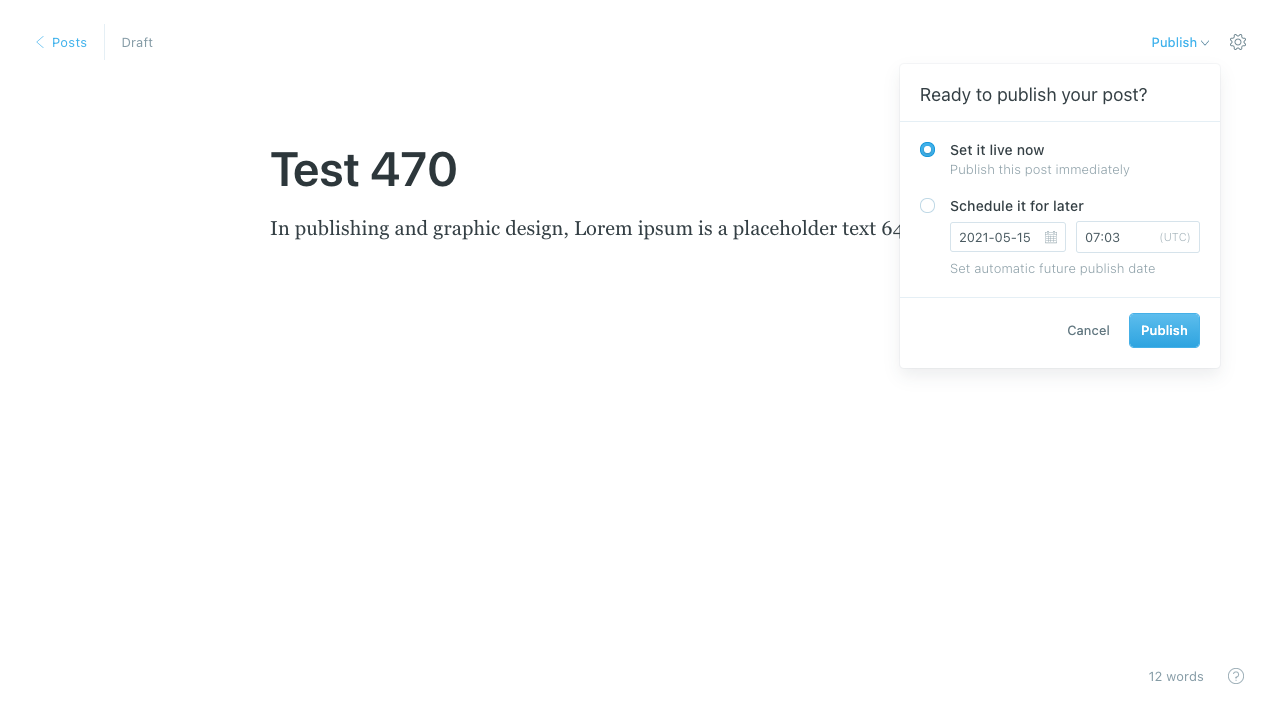 Posts
Draft
Publish
Ready to publish your post?
Set it live now
Publish this post immediately
Schedule it for later
2021-05-15
07:03 (UTC)
Set automatic future publish date
Cancel
Publish
Test 470
In publishing and graphic design, Lorem ipsum is a placeholder text
12 words